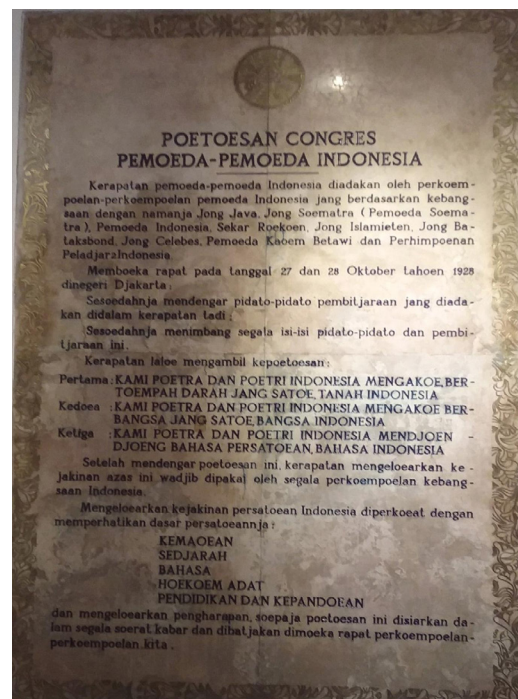 POETOESAN CONGRES
PEMOEDA-PEMOEDA INDONESIA
Kerapatan pemoeda-pemoeda Indonesia diadakan oleh perkoem-
poelan-perkoempoelan pemoeda Indonesia jang berdasarkan kebang-
saan dengan namanja Jong Java, Jong Soematra (Pemoeda Soema-
tra), Pemoeda Indonesia, Sekar Roekoen, Jong Islamieten, Jong Ba-
taksbond, Jong Celebes, Pemoeda Kaoem Betawi dan Perhimpoenan
Peladjar2Indonesia.
Memboeka rapat pada tanggal 27 dan 28 Oktober tahoen 1928
dinegeri Djakarta;
Sesoedahnja mendengar pidato-pidato pembitjaraan jang diada-
kan didalam kerapatan tadi;
Sesoedahnja menimbang segala isi-isi pidato-pidato dan pembi-
tjaraan ini.
Kerapatan laloe mengambil kepoetoesan:
Pertama: KAMI POETRA DAN POETRI INDONESIA MENGAKOE, BER-
TOEMPAH DARAH JANG SATOE, TANAH INDONESIA
Kedoea : KAMI POETRA DAN POETRI INDONESIA MENGAKOE BER-
BANGSA JANG SATOE, BANGSA INDONESIA
Ketiga : KAMI POETRA DAN POETRI INDONESIA MENDJOEN -
DJOENG BAHASA PERSATOEAN, BAHASA INDONESIA
Setelah mendengar poetoesan ini, kerapatan mengeloearkan ke-
jakinan azas ini wadjib dipakai oleh segala perkoempoelan kebang-
saan Indonesia.
Mengeloearkan kejakinan persatoean Indonesia diperkoeat dengan
memperhatikan dasar persatoeannja:
KEMAOEAN
SEDJARAH
BAHASA
HOEKOEM ADAT
PENDIDIKAN DAN KEPANDOEAN
dan mengeloearkan pengharapan, soepaja poetoesan ini disiarkan da-
lam segala soerat kabar dan dibatjakan dimoeka rapat perkoempoelan-
perkoempoelan kita.